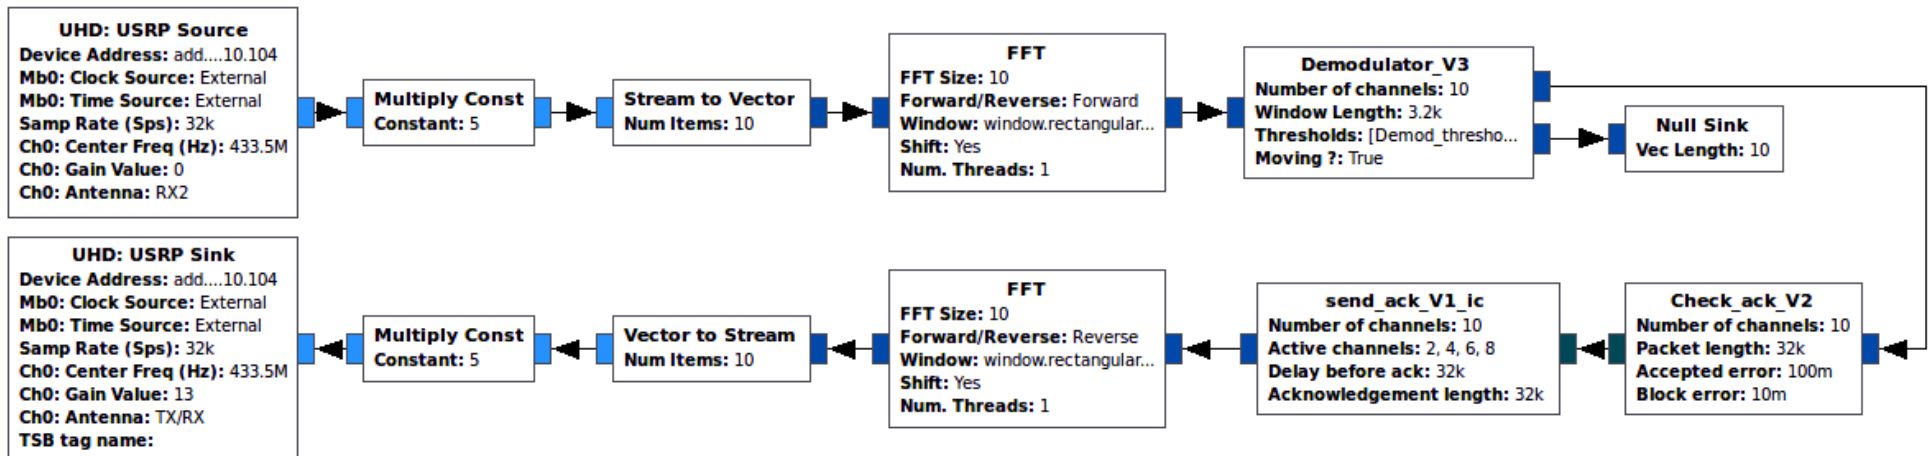 UHD: USRP Source
Device Address: add....10.104
Mb0: Clock Source: External
Mb0: Time Source: External
Samp Rate (Sps): 32k
Ch0: Center Freq (Hz): 433.5M
Ch0: Gain Value: 0
Ch0: Antenna: RX2
Multiply Const
Constant: 5
Stream to Vector
Num Items: 10
FFT
FFT Size: 10
Forward/Reverse: Forward
Window: window.rectangular...
Shift: Yes
Num. Threads: 1
Demodulator_V3
Number of channels: 10
Window Length: 3.2k
Thresholds: [Demod_thresho...
Moving ?: True
Null Sink
Vec Length: 10
UHD: USRP Sink
Device Address: add....10.104
Mb0: Clock Source: External
Mb0: Time Source: External
Samp Rate (Sps): 32k
Ch0: Center Freq (Hz): 433.5M
Ch0: Gain Value: 13
Ch0: Antenna: TX/RX
TSB tag name:
Multiply Const
Constant: 5
Vector to Stream
Num Items: 10
FFT
FFT Size: 10
Forward/Reverse: Reverse
Window: window.rectangular...
Shift: Yes
Num. Threads: 1
send_ack_V1_ic
Number of channels: 10
Active channels: 2, 4, 6, 8
Delay before ack: 32k
Acknowledgement length: 32k
Check_ack_V2
Number of channels: 10
Packet length: 32k
Accepted error: 100m
Block error: 10m